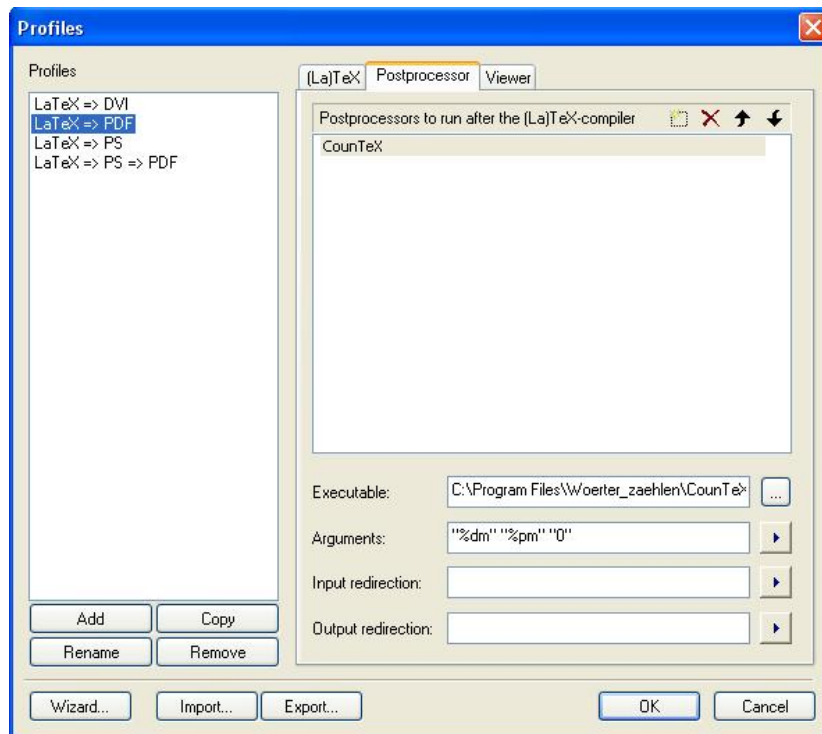 Profiles
Profiles
LaTeX => DVI
LaTeX => PDF
LaTeX => PS
LaTeX => PS => PDF
Add
Copy
Rename
Remove
(La)TeX
Postprocessor
Viewer
Postprocessors to run after the (La)TeX-compiler
CounTeX
Executable:
C:\Program Files\Woerter_zaehlen\CounTeX
...
Arguments:
"%dm" "%pm" "0"
Input redirection:
Output redirection:
Wizard...
Import...
Export...
OK
Cancel